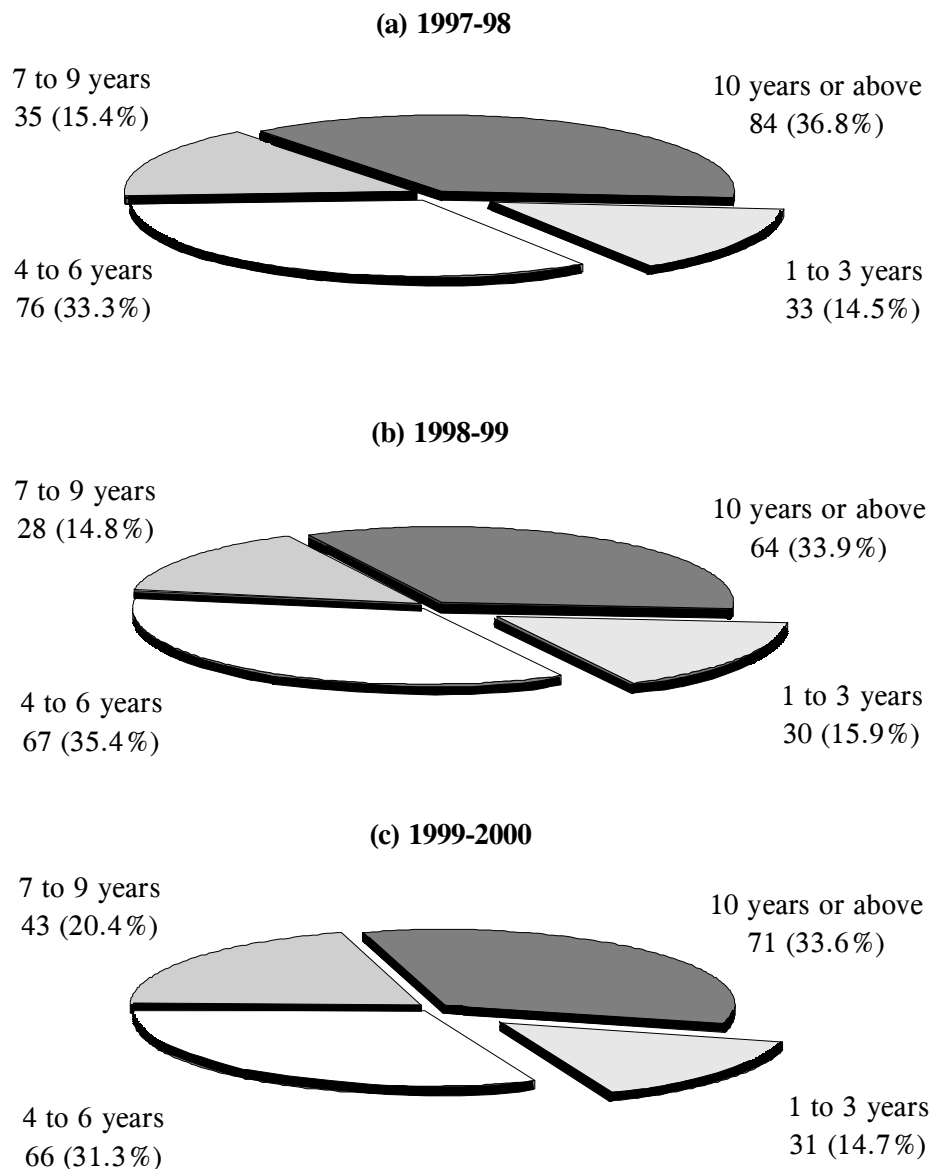 (a) 1997-98
7 to 9 years
35 (15.4%)
10 years or above
84 (36.8%)
4 to 6 years
76 (33.3%)
1 to 3 years
33 (14.5%)
(b) 1998-99
7 to 9 years
28 (14.8%)
10 years or above
64 (33.9%)
4 to 6 years
67 (35.4%)
1 to 3 years
30 (15.9%)
(c) 1999-2000
7 to 9 years
43 (20.4%)
10 years or above
71 (33.6%)
4 to 6 years
66 (31.3%)
1 to 3 years
31 (14.7%)